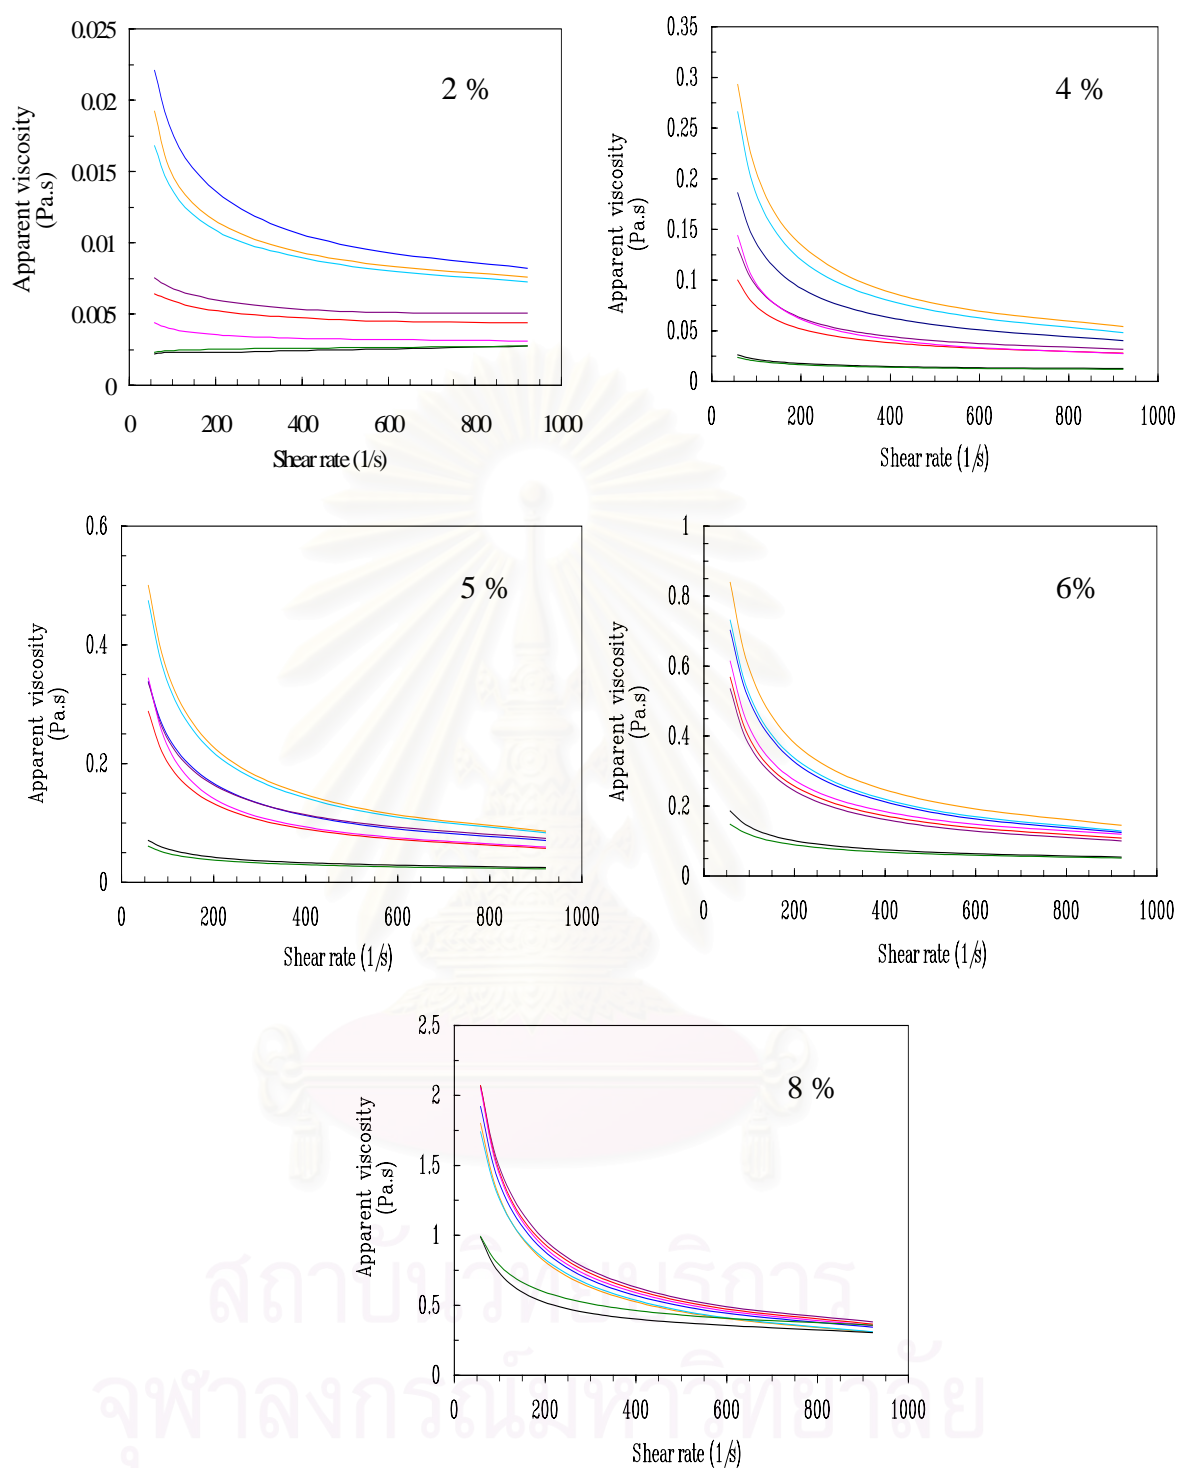 0.025
0.02
0.015
0.01
0.005
0
0 200 400 600 800 1000
Apparent viscosity
(Pa.s)
Shear rate (1/s)
2 %
0.35
0.3
0.25
0.2
0.15
0.1
0.05
0
0 200 400 600 800 1000
Apparent viscosity
(Pa.s)
Shear rate (1/s)
4 %
0.6
0.4
0.2
0
0 200 400 600 800 1000
Apparent viscosity
(Pa.s)
Shear rate (1/s)
5 %
1
0.8
0.6
0.4
0.2
0
0 200 400 600 800 1000
Apparent viscosity
(Pa.s)
Shear rate (1/s)
6%
2.5
2
1.5
1
0.5
0
0 200 400 600 800 1000
Apparent viscosity
(Pa.s)
Shear rate (1/s)
8 %
สถาบันวิทยบริการ
จุฬาลงกรณ์มหาวิทยาลัย